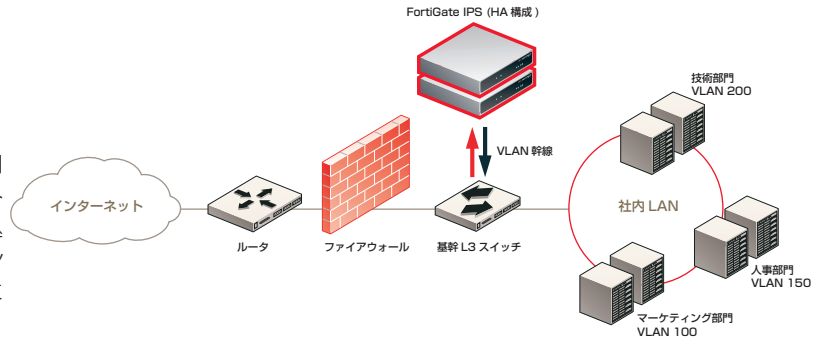 FortiGate IPS (HA 構成 )
技術部門
VLAN 200
VLAN 幹線
インターネット
社内 LAN
ルータ
ファイアウォール
基幹 L3 スイッチ
人事部門
VLAN 150
マーケティング部門
VLAN 100